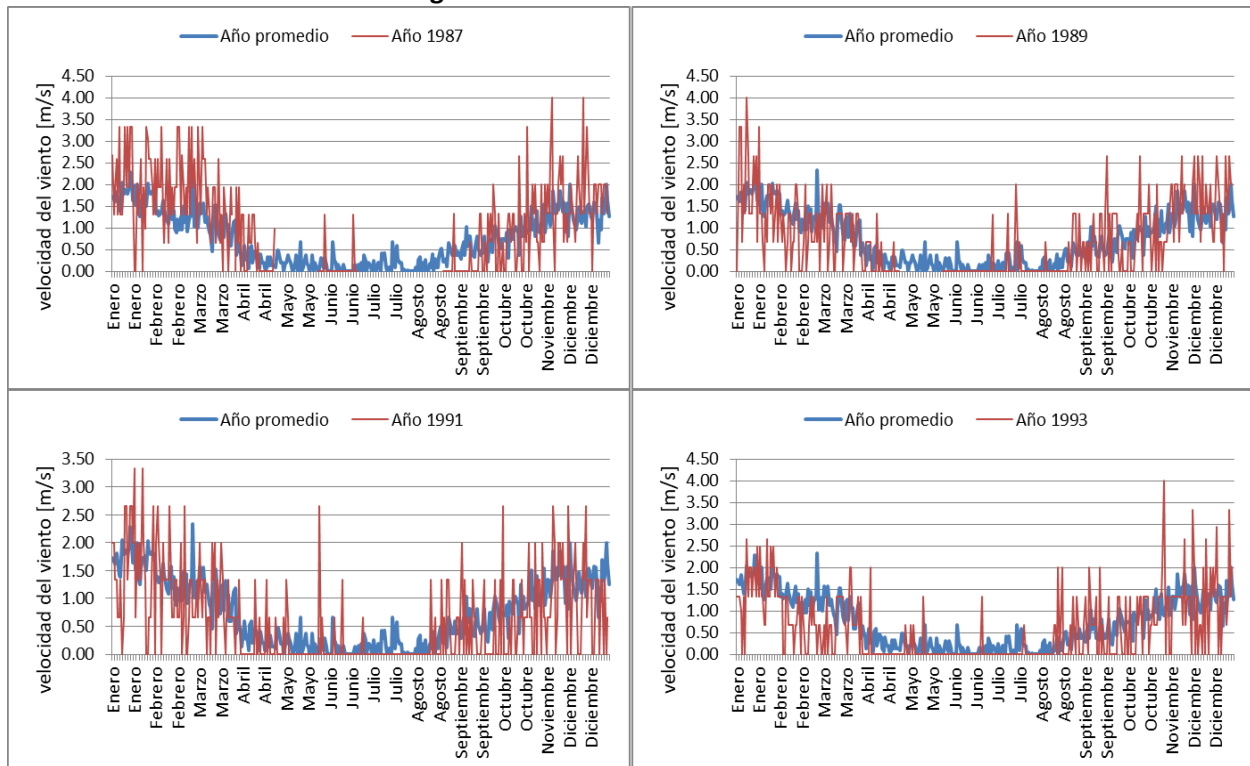 Año promedio Año 1987
velocidad del viento [m/s]
4.50
4.00
3.50
3.00
2.50
2.00
1.50
1.00
0.50
0.00
Enero
Enero
Febrero
Febrero
Marzo
Marzo
Abril
Abril
Mayo
Mayo
Junio
Junio
Julio
Julio
Agosto
Agosto
Septiembre
Septiembre
Octubre
Octubre
Noviembre
Diciembre
Diciembre
Año promedio Año 1989
velocidad del viento [m/s]
4.50
4.00
3.50
3.00
2.50
2.00
1.50
1.00
0.50
0.00
Enero
Enero
Febrero
Febrero
Marzo
Marzo
Abril
Abril
Mayo
Mayo
Junio
Junio
Julio
Julio
Agosto
Agosto
Septiembre
Septiembre
Octubre
Octubre
Noviembre
Diciembre
Diciembre
Año promedio Año 1991
velocidad del viento [m/s]
3.50
3.00
2.50
2.00
1.50
1.00
0.50
0.00
Enero
Enero
Febrero
Febrero
Marzo
Marzo
Abril
Abril
Mayo
Mayo
Junio
Junio
Julio
Julio
Agosto
Agosto
Septiembre
Septiembre
Octubre
Octubre
Noviembre
Diciembre
Diciembre
Año promedio Año 1993
velocidad del viento [m/s]
4.50
4.00
3.50
3.00
2.50
2.00
1.50
1.00
0.50
0.00
Enero
Enero
Febrero
Febrero
Marzo
Marzo
Abril
Abril
Mayo
Mayo
Junio
Junio
Julio
Julio
Agosto
Agosto
Septiembre
Septiembre
Octubre
Octubre
Noviembre
Diciembre
Diciembre